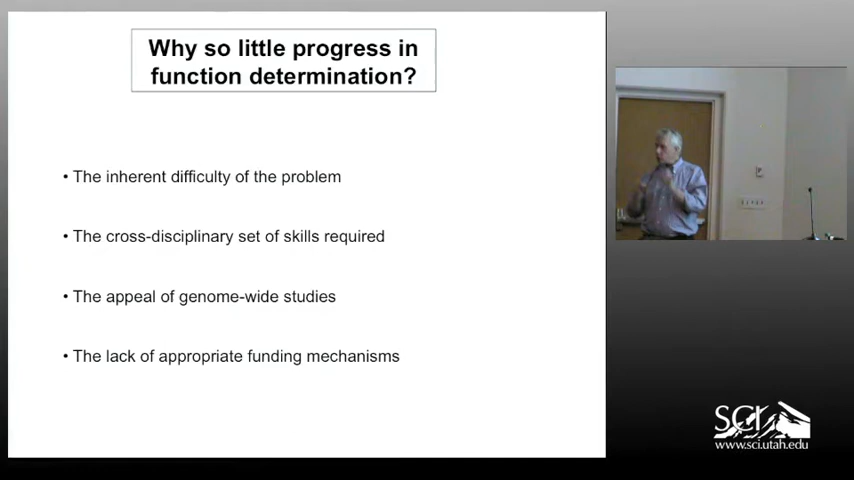 Why so little progress in
function determination?
• The inherent difficulty of the problem
• The cross-disciplinary set of skills required
• The appeal of genome-wide studies
• The lack of appropriate funding mechanisms
SCI
www.sci.utah.edu